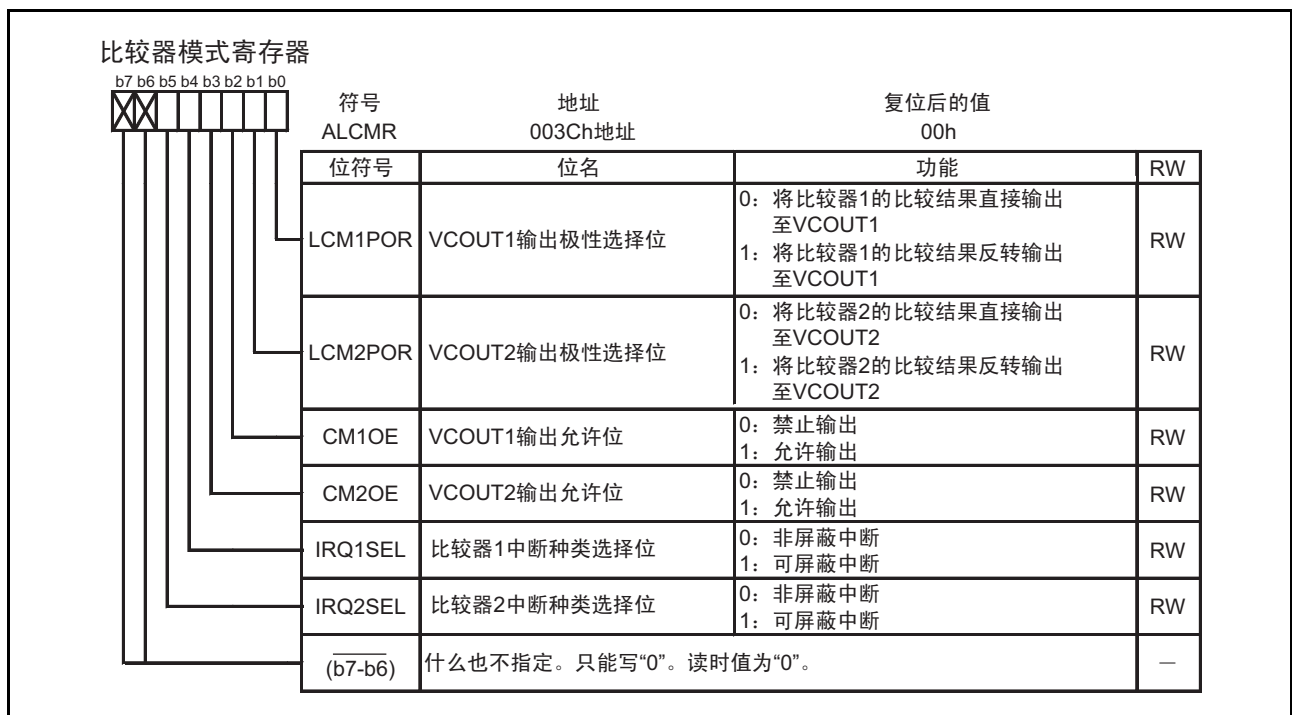 比较器模式寄存器
b7 b6 b5 b4 b3 b2 b1 b0
符号 地址 复位后的值
ALCMR 003Ch地址 00h
位符号 位名 功能 RW
LCM1POR VCOUT1输出极性选择位 0：将比较器1的比较结果直接输出
至VCOUT1
1：将比较器1的比较结果反转输出
至VCOUT1
RW
LCM2POR VCOUT2输出极性选择位 0：将比较器2的比较结果直接输出
至VCOUT2
1：将比较器2的比较结果反转输出
至VCOUT2
RW
CM1OE VCOUT1输出允许位 0：禁止输出
1：允许输出
RW
CM2OE VCOUT2输出允许位 0：禁止输出
1：允许输出
RW
IRQ1SEL 比较器1中断种类选择位 0：非屏蔽中断
1：可屏蔽中断
RW
IRQ2SEL 比较器2中断种类选择位 0：非屏蔽中断
1：可屏蔽中断
RW
(b7-b6) 什么也不指定。只能写“0”。读时值为“0”。 —